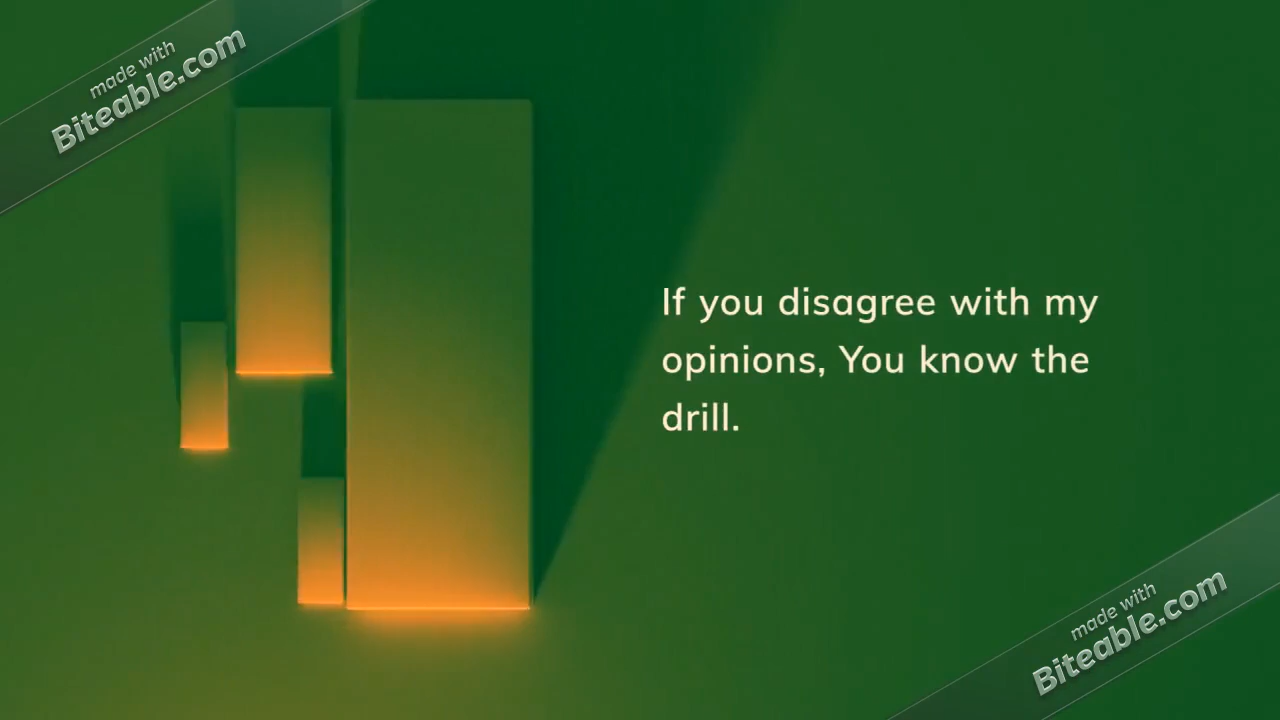 made with
Biteable.com
If you disagree with my
opinions, You know the
drill.
made with
Biteable.com